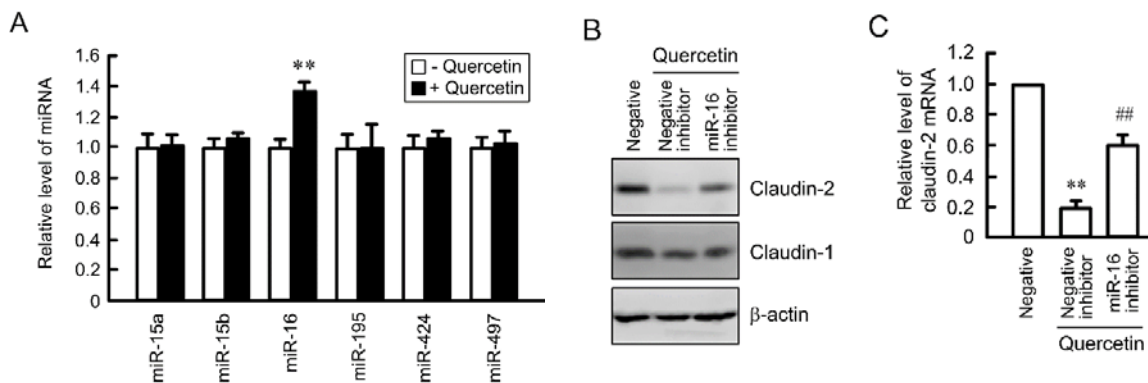 A
Relative level of miRNA
1.6
1.4
1.2
1.0
0.8
0.6
0.4
0.2
0
**
- Quercetin
+ Quercetin
miR-15a
miR-15b
miR-16
miR-195
miR-424
miR-497
B
Quercetin
Negative
Negative
inhibitor
miR-16
inhibitor
Claudin-2
Claudin-1
β-actin
C
Relative level of
claudin-2 mRNA
1.2
1.0
0.8
0.6
0.4
0.2
0
**
##
Negative
Negative
inhibitor
miR-16
inhibitor
Quercetin